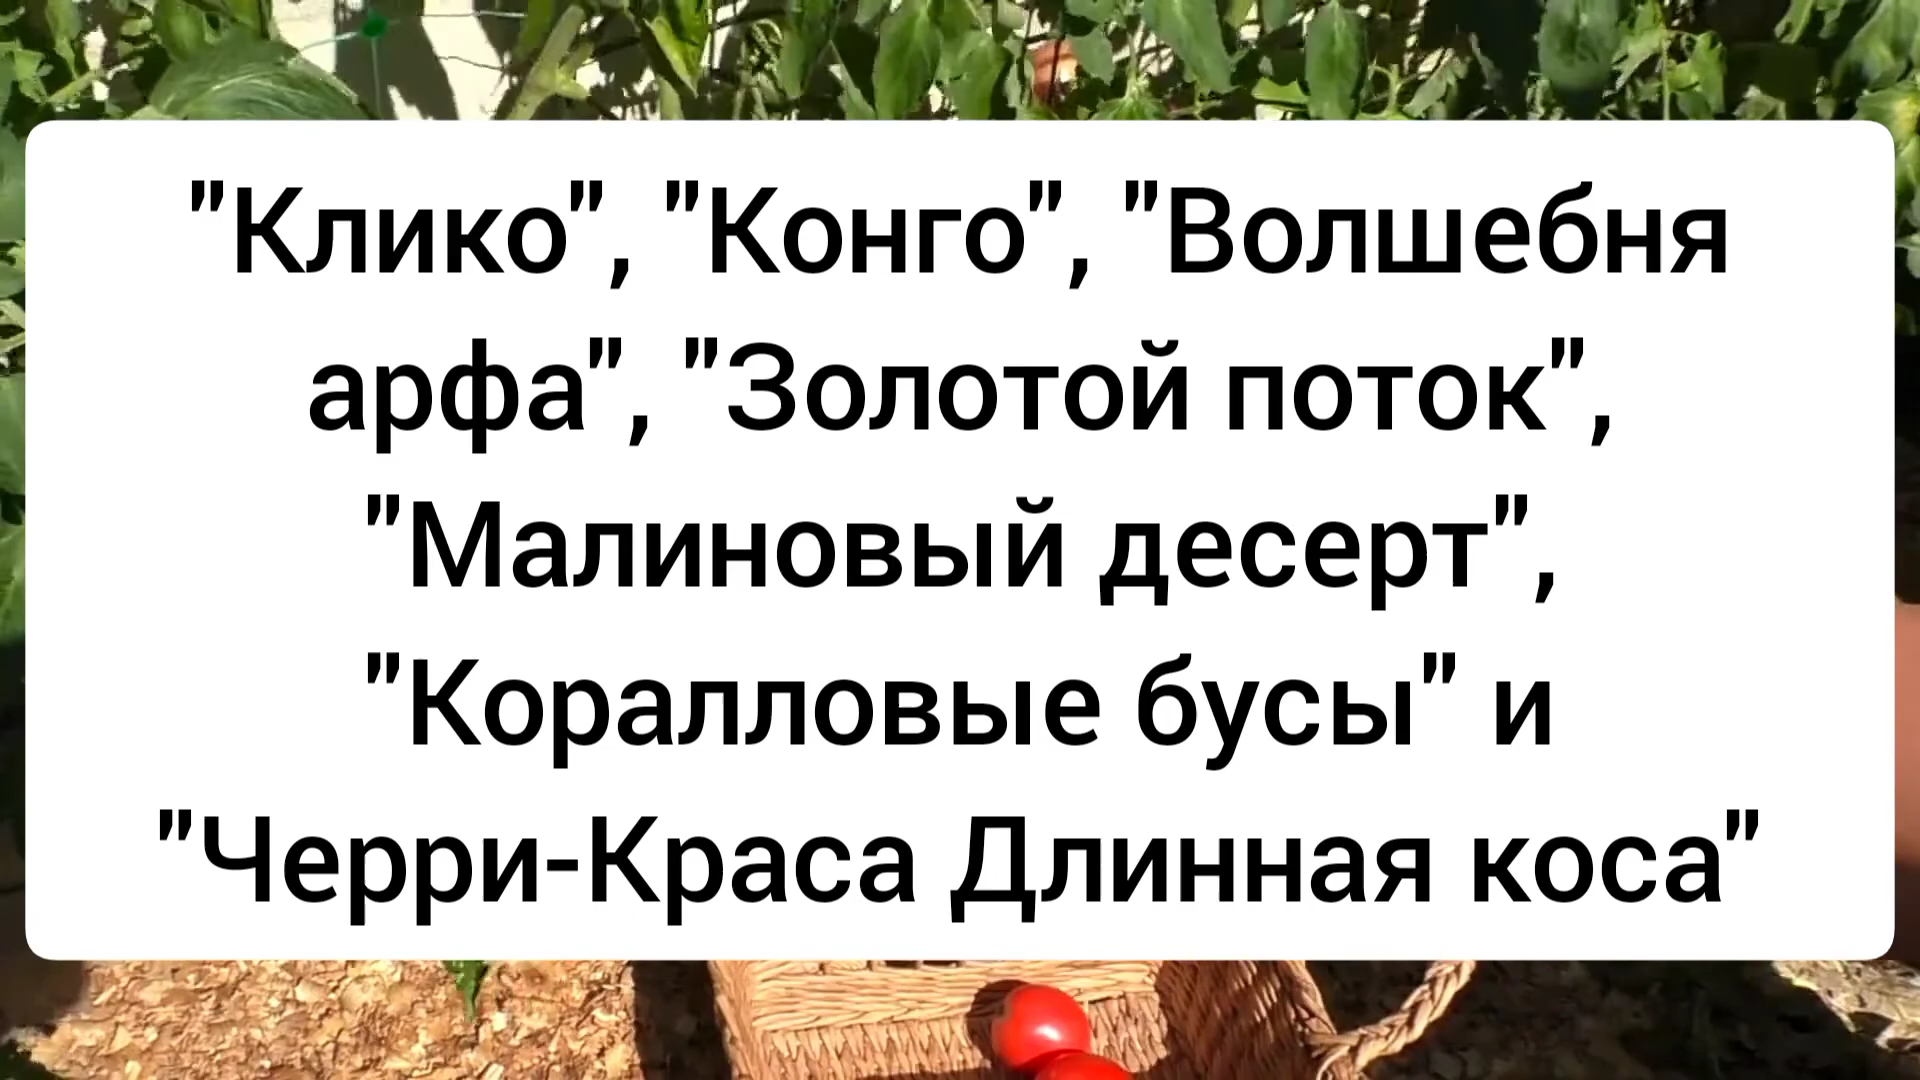 "Клико", "Конго", "Волшебня
арфа", "Золотой поток",
"Малиновый десерт",
"Коралловые бусы" и
"Черри-Краса Длинная коса"